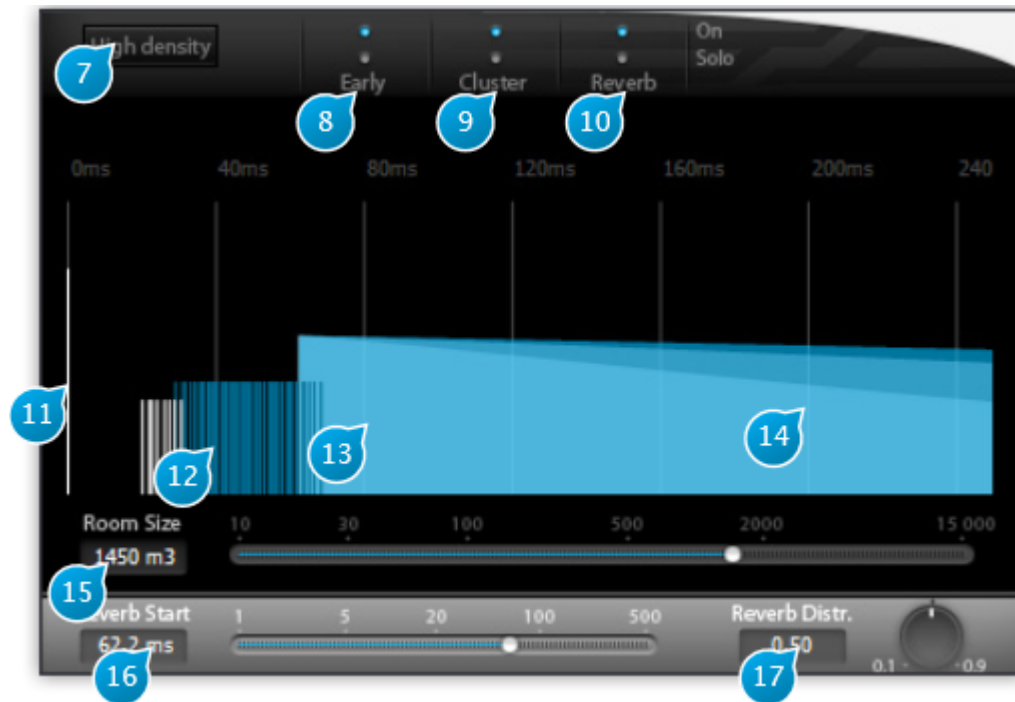 High density
7
On
Solo
Early Cluster Reverb
8 9 10
0ms 40ms 80ms 120ms 160ms 200ms 240
11
12 13 14
Room Size 10 30 100 500 2000 15 000
1450 m3
15
Reverb Start 1 5 20 100 500 Reverb Distr.
62.2 ms 0.50 0.1 0.9
16 17